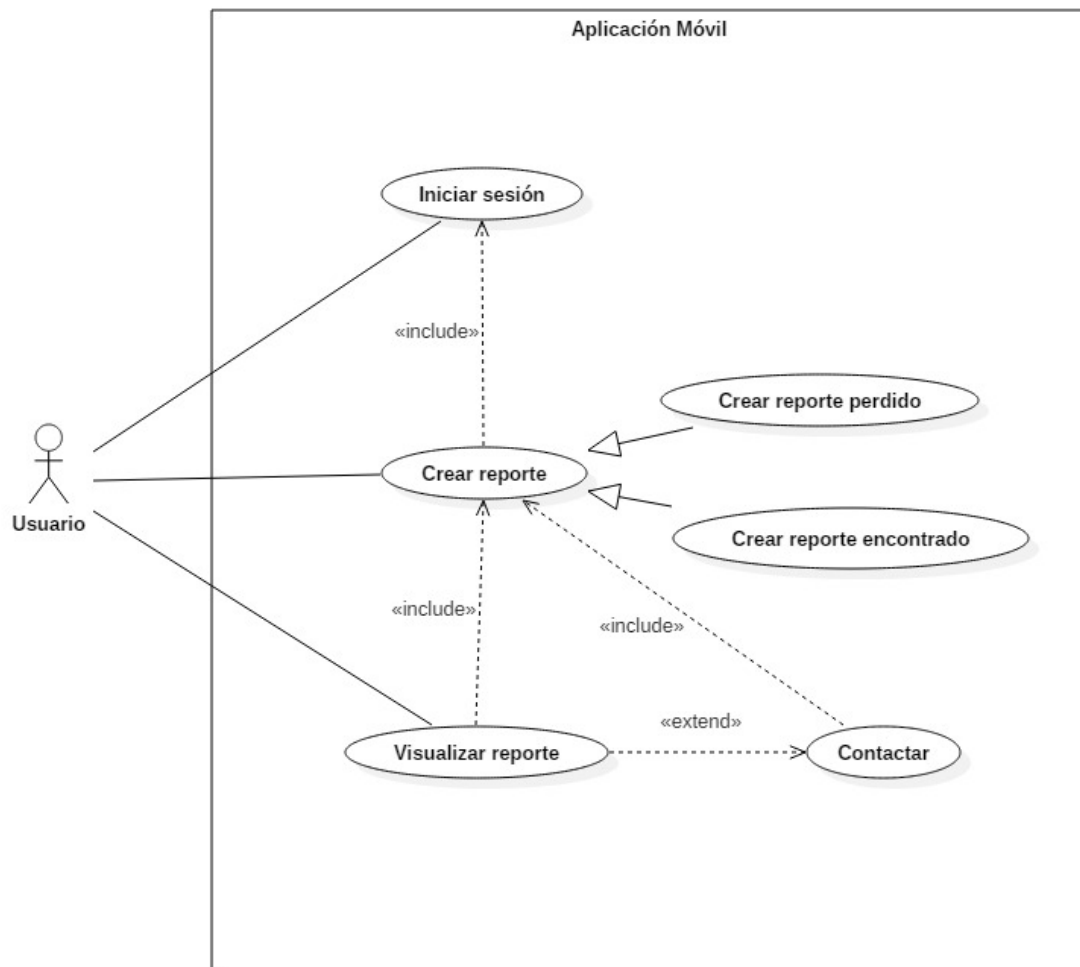 Aplicación Móvil
Iniciar sesión
«include»
Crear reporte perdido
Crear reporte
Usuario
Crear reporte encontrado
«include»
«include»
«extend»
Visualizar reporte
Contactar